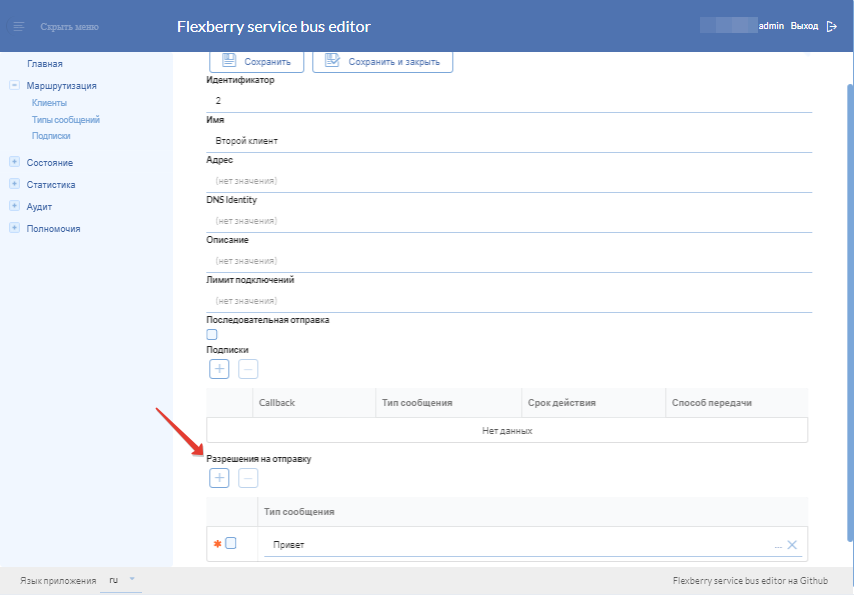 Скрыть меню
Flexberry service bus editor
admin Выход
Главная
Маршрутизация
Клиенты
Типы сообщений
Подписки
Состояние
Статистика
Аудит
Полномочия
Сохранить
Сохранить и закрыть
Идентификатор
2
Имя
Второй клиент
Адрес
(нет значения)
DNS Identity
(нет значения)
Описание
(нет значения)
Лимит подключений
(нет значения)
Последовательная отправка
Подписки
Callback Тип сообщения Срок действия Способ передачи
Нет данных
Разрешения на отправку
Тип сообщения
Привет ...
Язык приложения ru
Flexberry service bus editor на Github